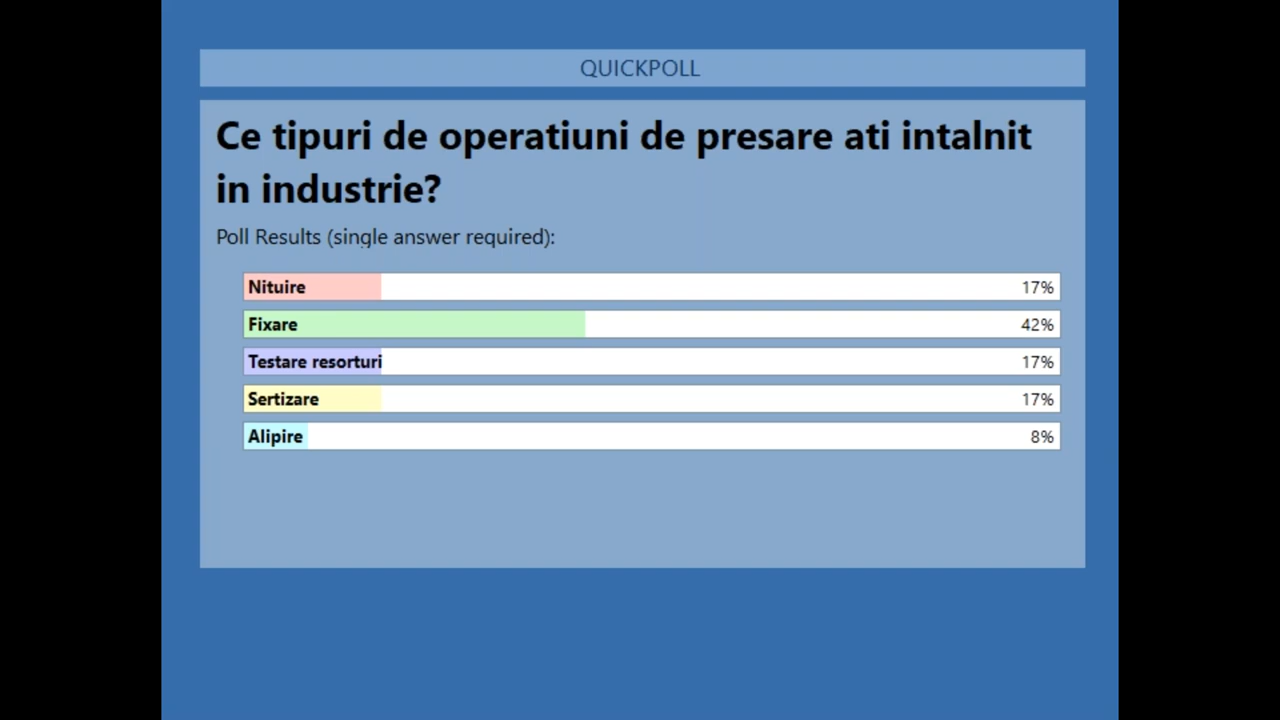 QUICKPOLL
Ce tipuri de operatiuni de presare ati intalnit
in industrie?
Poll Results (single answer required):
Nituire 17%
Fixare 42%
Testare resorturi 17%
Sertizare 17%
Alipire 8%